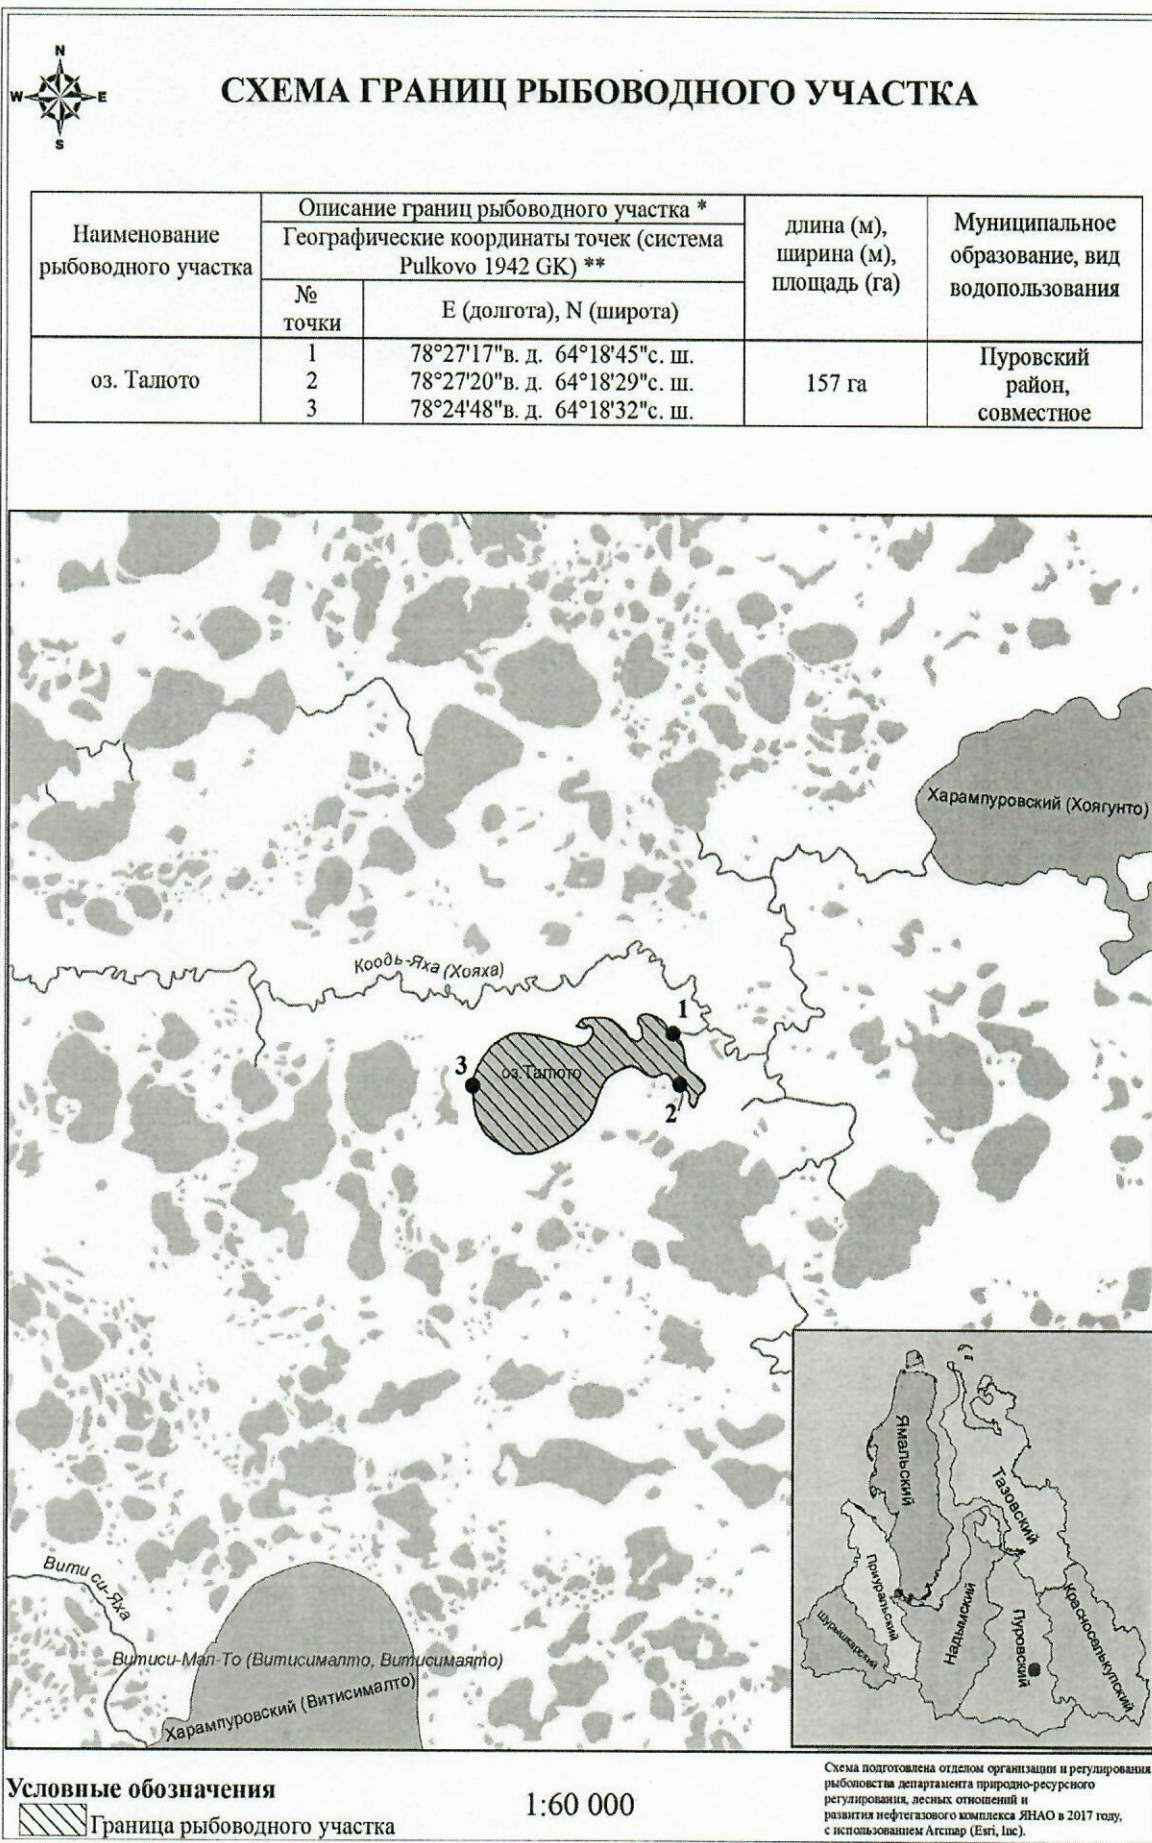 N
W E
S
СХЕМА ГРАНИЦ РЫБОВОДНОГО УЧАСТКА
Наименование
рыбоводного участка
Описание границ рыбоводного участка *
Географические координаты точек (система
Pulkovo 1942 GK) **
№
точки
E (долгота), N (широта)
длина (м),
ширина (м),
площадь (га)
Муниципальное
образование, вид
водопользования
оз. Талюто
1 78°27'17"в. д. 64°18'45"с. ш.
2 78°27'20"в. д. 64°18'29"с. ш.
3 78°24'48"в. д. 64°18'32"с. ш.
157 га
Пуровский
район,
совместное
Харампуровский (Хоягунто)
Коодь-Яха (Хояха)
1
3
оз.Талюто
2
Ямальский
Тазовский
Приуральский
Шурышкарский
Надымский
Пуровский
Красноселькупский
Вити си-Яха
Витиси-Мал-То (Витисималто, Витисимаято)
Харампуровский (Витисималто)
Условные обозначения
Граница рыбоводного участка
1:60 000
Схема подготовлена отделом организации и регулирования
рыболовства департамента природно-ресурсного
регулирования, лесных отношений и
развития нефтегазового комплекса ЯНАО в 2017 году,
с использованием Arcmap (Esri, Inc).